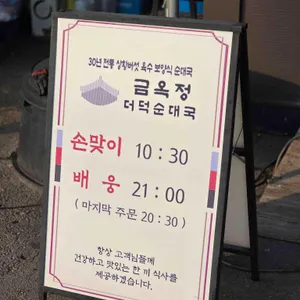 30년 전통 상황버섯 육수 보양식 순대국
금옥정
더덕순대국
손맞이 10:30
배웅 21:00
( 마지막 주문 20:30 )
항상 고객님들께
건강하고 맛있는 한 끼 식사를
제공하겠습니다.